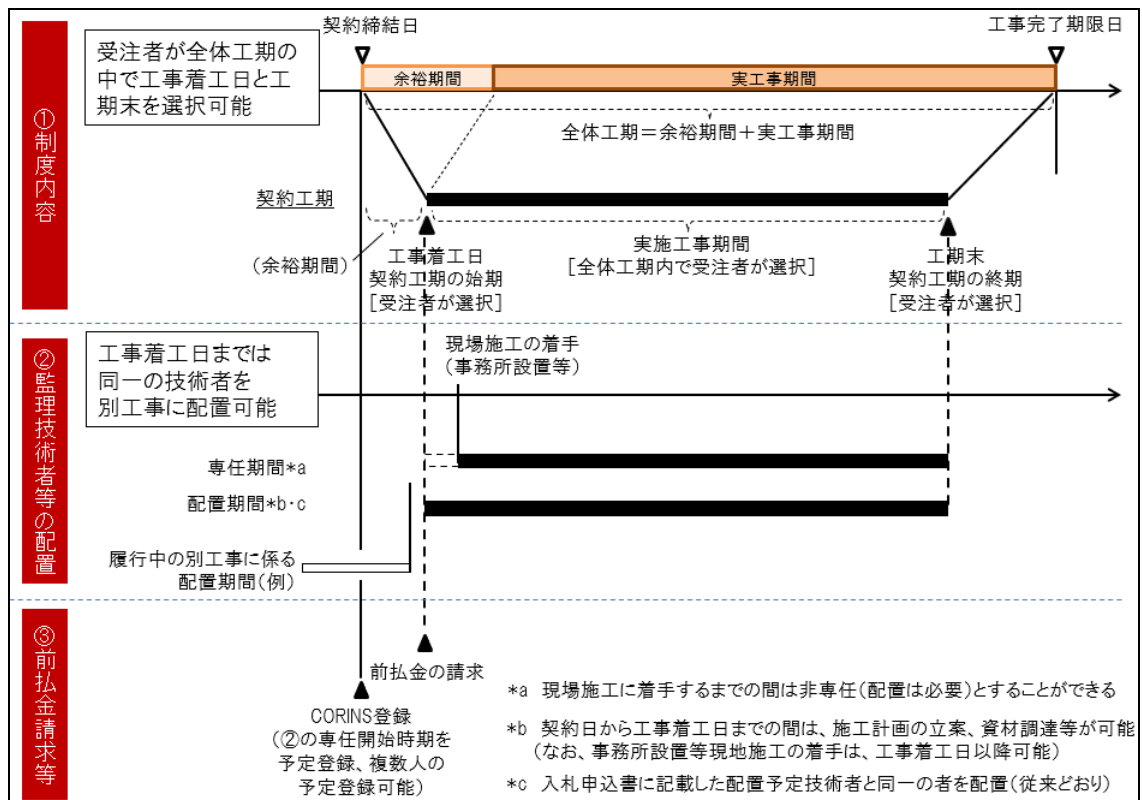 ①制度内容
受注者が全体工期の
中で工事着工日と工
期末を選択可能
契約締結日
工事完了期限日
余裕期間
実工事期間
全体工期＝余裕期間＋実工事期間
契約工期
(余裕期間)
工事着工日
契約工期の始期
[受注者が選択]
実施工事期間
[全体工期内で受注者が選択]
工期末
契約工期の終期
[受注者が選択]
②監理技術者等の配置
工事着工日までは
同一の技術者を
別工事に配置可能
現場施工の着手
(事務所設置等)
専任期間*a
配置期間*b・c
履行中の別工事に係る
配置期間(例)
③前払金請求等
前払金の請求
CORINS登録
(②の専任開始時期を
予定登録、複数人の
予定登録可能)
*a 現場施工に着手するまでの間は非専任(配置は必要)とすることができる
*b 契約日から工事着工日までの間は、施工計画の立案、資材調達等が可能
(なお、事務所設置等現地施工の着手は、工事着工日以降可能)
*c 入札申込書に記載した配置予定技術者と同一の者を配置(従来どおり)